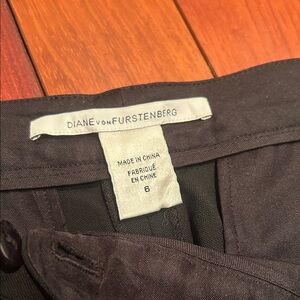 DIANE VON FURSTENBERG
MADE IN CHINA
FABRIQUÉ
EN CHINE
6